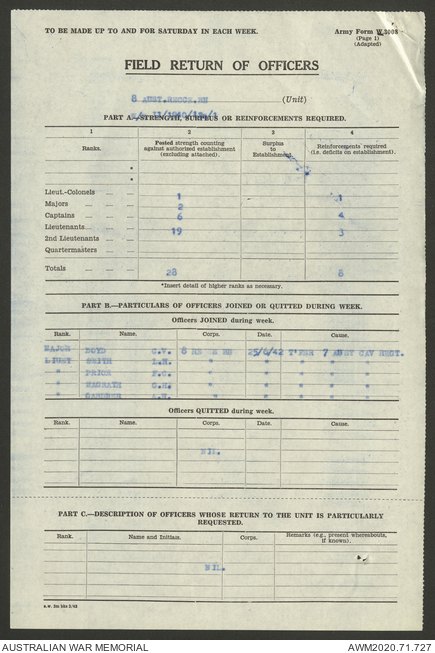 TO BE MADE UP TO AND FOR SATURDAY IN EACH WEEK. Army Form W.3008
(Page 1)
(Adapted)
FIELD RETURN OF OFFICERS
8 AUST.RECCE.BN (Unit)
PART A.—STRENGTH, SURPLUS OR REINFORCEMENTS REQUIRED.
1 2 3 4
Ranks. Posted strength counting against authorized establishment (excluding attached). Surplus to Establishment. Reinforcements required (i.e. deficits on establishment).
*
*
Lieut.-Colonels 1 1
Majors 2
Captains 6 4
Lieutenants 19 3
2nd Lieutenants
Quartermasters
Totals 28 8
*Insert detail of higher ranks as necessary.
PART B.—PARTICULARS OF OFFICERS JOINED OR QUITTED DURING WEEK.
Officers JOINED during week.
Rank. Name. Corps. Date. Cause.
MAJOR BOYD C.V. 8 BN 25/6/42 T'FER 7 AUST CAV REGT.
LIEUT SMITH " " " " " "
" PRIOR F.C. " " " " " "
" MAGRATH " " " " " "
" GARDNER " " " " " "
Officers QUITTED during week.
Rank. Name. Corps. Date. Cause.
NIL.
PART C.—DESCRIPTION OF OFFICERS WHOSE RETURN TO THE UNIT IS PARTICULARLY
REQUESTED.
Rank. Name and Initials. Corps. Remarks (e.g., present whereabouts, if known).
NIL.
AUSTRALIAN WAR MEMORIAL AWM2020.71.727